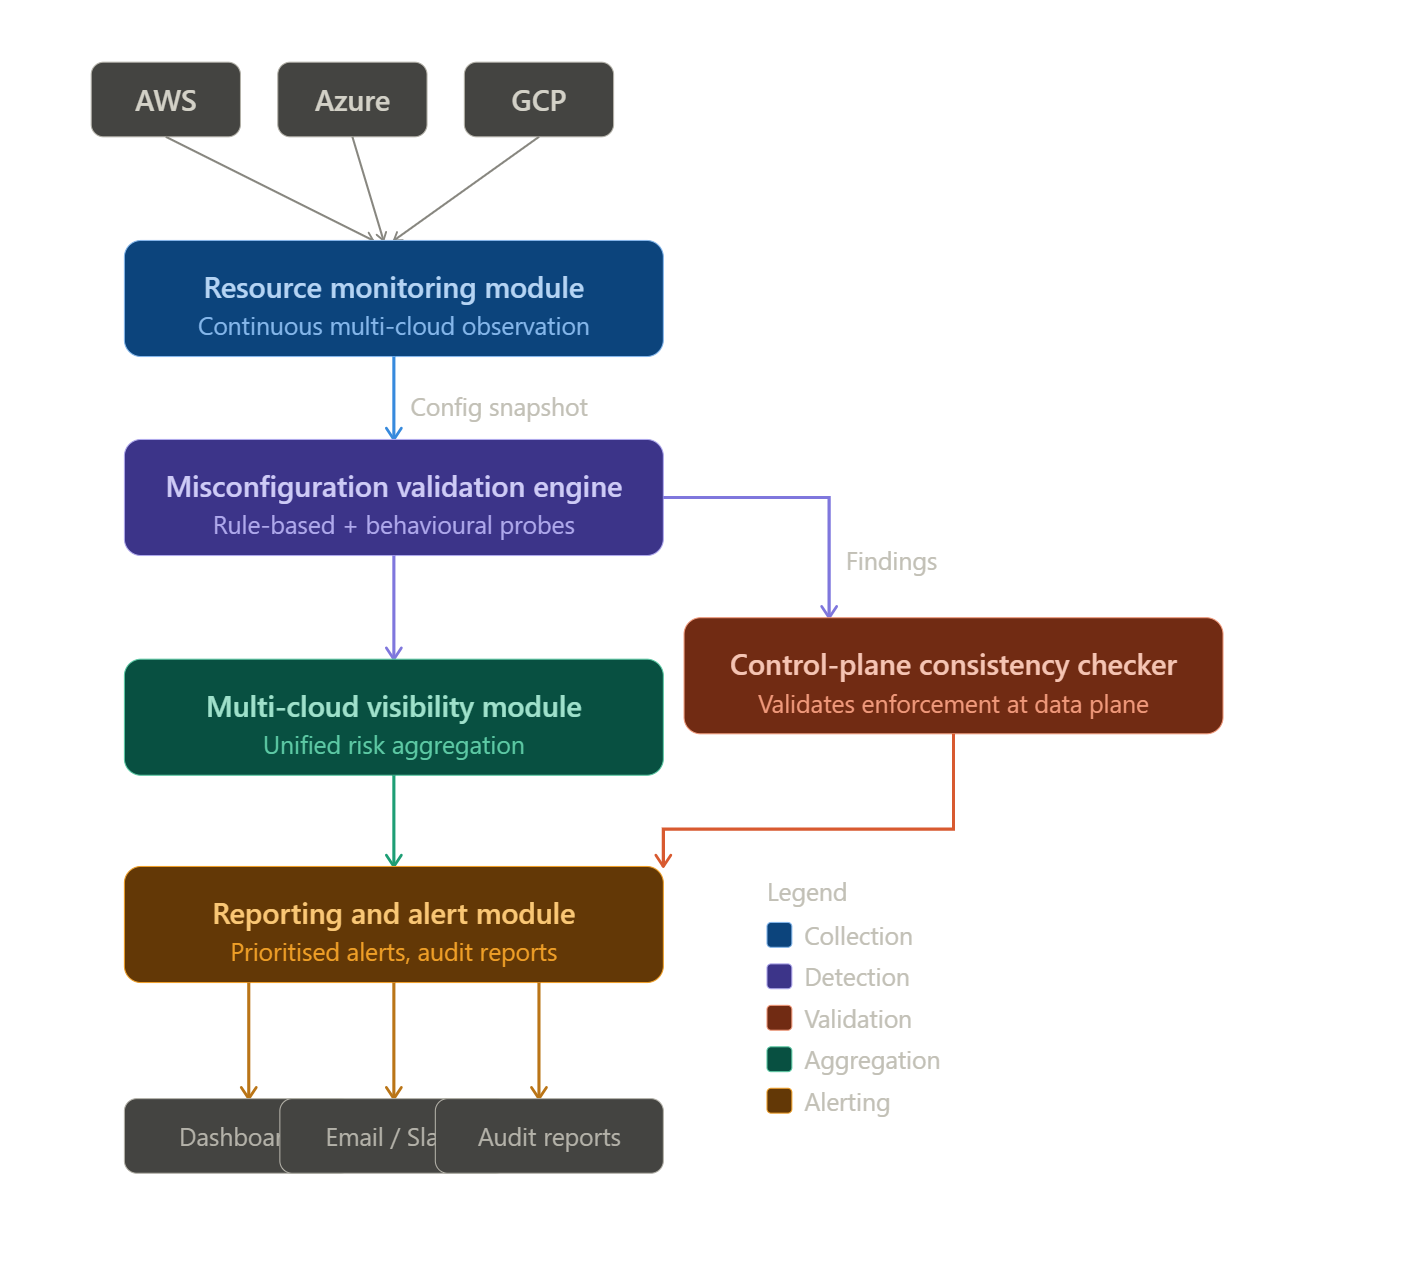 AWS
Azure
GCP
Resource monitoring module
Continuous multi-cloud observation
Config snapshot
Misconfiguration validation engine
Rule-based + behavioural probes
Findings
Control-plane consistency checker
Validates enforcement at data plane
Multi-cloud visibility module
Unified risk aggregation
Reporting and alert module
Prioritised alerts, audit reports
Legend
Collection
Detection
Validation
Aggregation
Alerting
Dashboar
Email / Sla
Audit reports